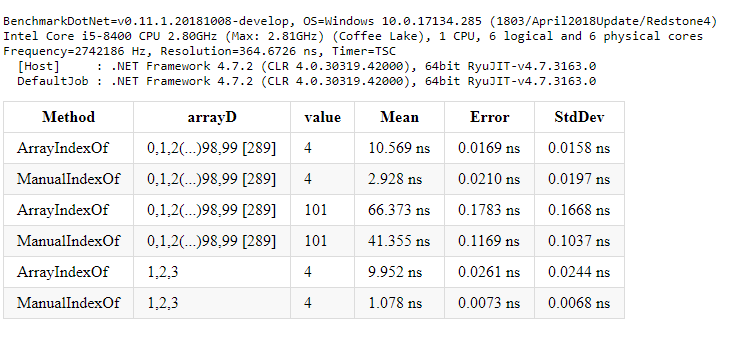 BenchmarkDotNet=v0.11.1.20181008-develop, OS=Windows 10.0.17134.285 (1803/April2018Update/Redstone4)
Intel Core i5-8400 CPU 2.80GHz (Max: 2.81GHz) (Coffee Lake), 1 CPU, 6 logical and 6 physical cores
Frequency=2742186 Hz, Resolution=364.6726 ns, Timer=TSC
[Host] : .NET Framework 4.7.2 (CLR 4.0.30319.42000), 64bit RyuJIT-v4.7.3163.0
DefaultJob : .NET Framework 4.7.2 (CLR 4.0.30319.42000), 64bit RyuJIT-v4.7.3163.0
Method arrayD value Mean Error StdDev
ArrayIndexOf 0,1,2(...)98,99 [289] 4 10.569 ns 0.0169 ns 0.0158 ns
ManualIndexOf 0,1,2(...)98,99 [289] 4 2.928 ns 0.0210 ns 0.0197 ns
ArrayIndexOf 0,1,2(...)98,99 [289] 101 66.373 ns 0.1783 ns 0.1668 ns
ManualIndexOf 0,1,2(...)98,99 [289] 101 41.355 ns 0.1169 ns 0.1037 ns
ArrayIndexOf 1,2,3 4 9.952 ns 0.0261 ns 0.0244 ns
ManualIndexOf 1,2,3 4 1.078 ns 0.0073 ns 0.0068 ns